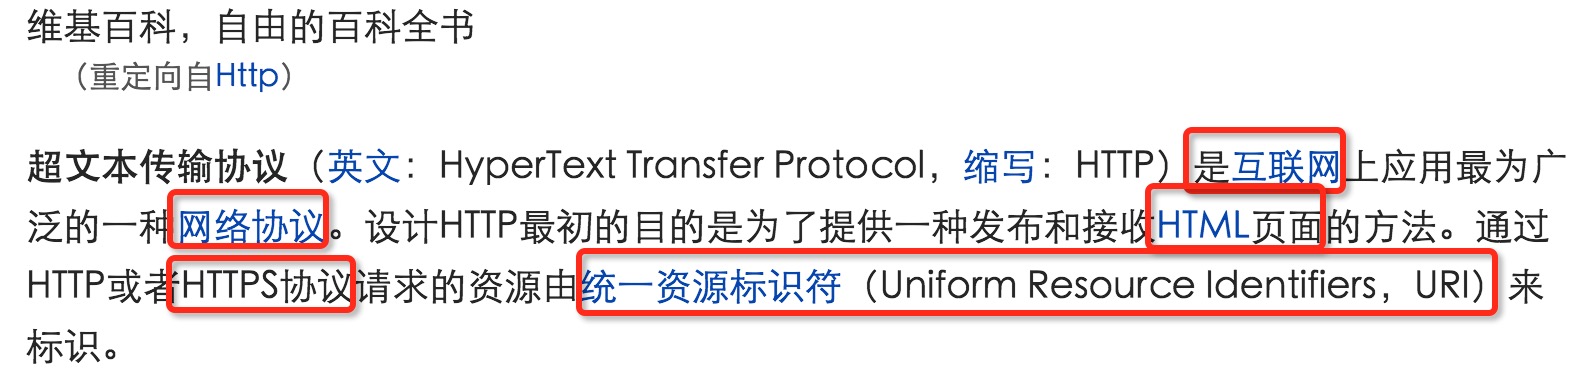 维基百科，自由的百科全书
（重定向自Http）
超文本传输协议（英文：HyperText Transfer Protocol，缩写：HTTP）是互联网上应用最为广
泛的一种网络协议。设计HTTP最初的目的是为了提供一种发布和接收HTML页面的方法。通过
HTTP或者HTTPS协议请求的资源由统一资源标识符（Uniform Resource Identifiers，URI）来
标识。